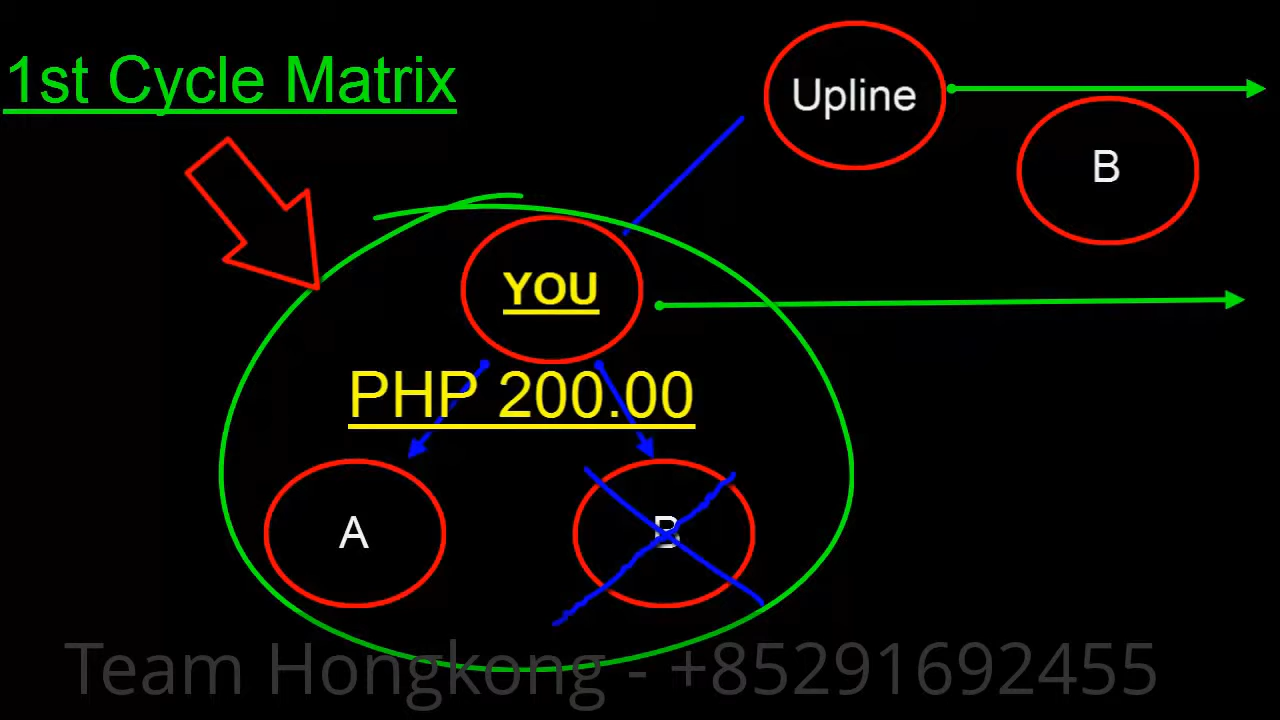 1st Cycle Matrix
Upline
B
YOU
PHP 200.00
A
B
Team Hongkong - +85291692455